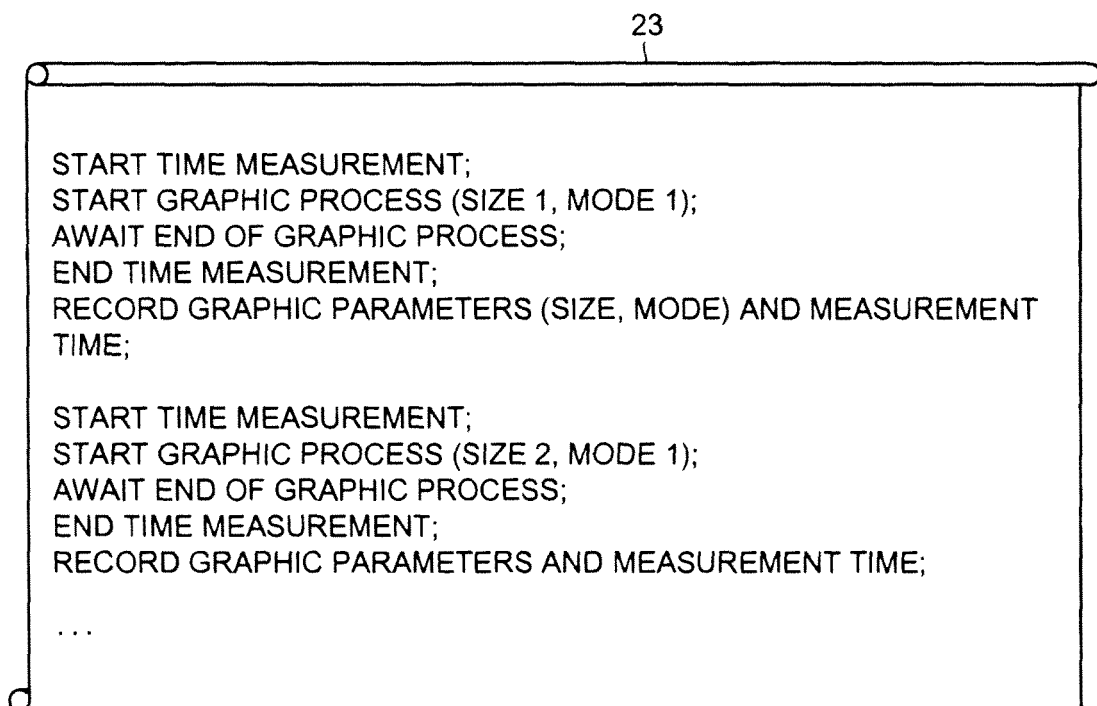 23
START TIME MEASUREMENT;
START GRAPHIC PROCESS (SIZE 1, MODE 1);
AWAIT END OF GRAPHIC PROCESS;
END TIME MEASUREMENT;
RECORD GRAPHIC PARAMETERS (SIZE, MODE) AND MEASUREMENT
TIME;
START TIME MEASUREMENT;
START GRAPHIC PROCESS (SIZE 2, MODE 1);
AWAIT END OF GRAPHIC PROCESS;
END TIME MEASUREMENT;
RECORD GRAPHIC PARAMETERS AND MEASUREMENT TIME;
...